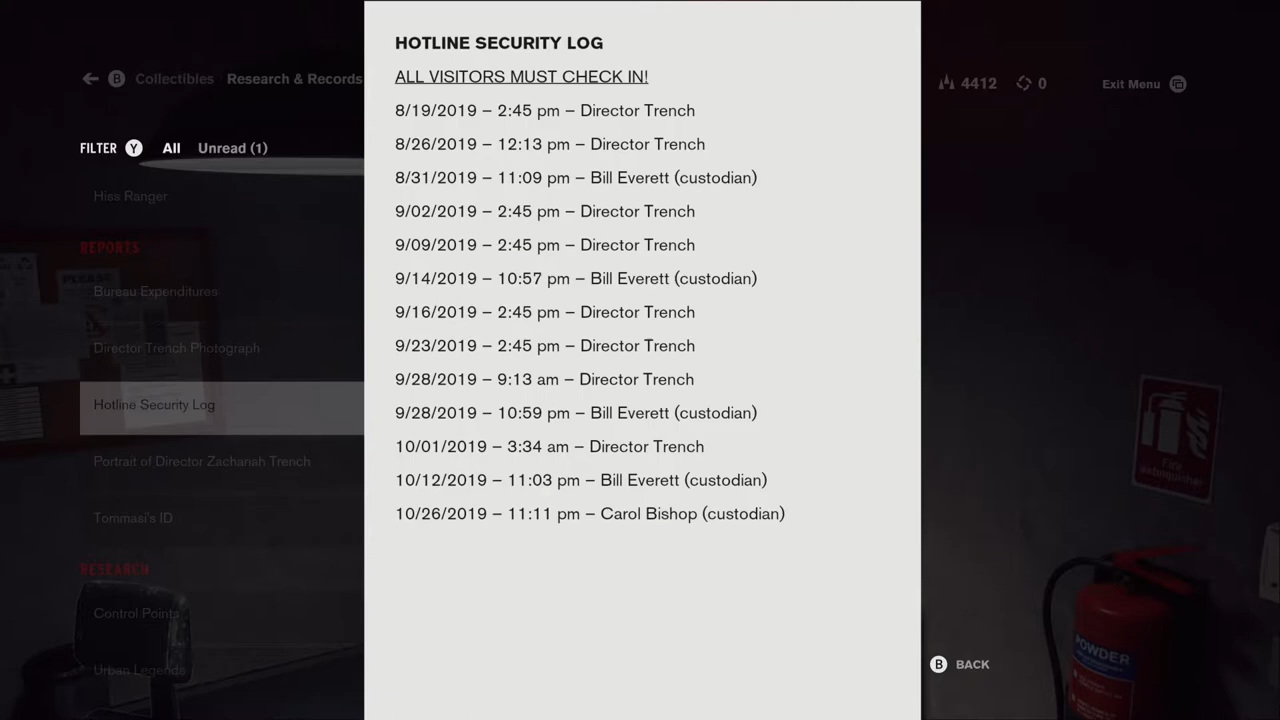 HOTLINE SECURITY LOG
ALL VISITORS MUST CHECK IN!
8/19/2019 – 2:45 pm – Director Trench
8/26/2019 – 12:13 pm – Director Trench
8/31/2019 – 11:09 pm – Bill Everett (custodian)
9/02/2019 – 2:45 pm – Director Trench
9/09/2019 – 2:45 pm – Director Trench
9/14/2019 – 10:57 pm – Bill Everett (custodian)
9/16/2019 – 2:45 pm – Director Trench
9/23/2019 – 2:45 pm – Director Trench
9/28/2019 – 9:13 am – Director Trench
9/28/2019 – 10:59 pm – Bill Everett (custodian)
10/01/2019 – 3:34 am – Director Trench
10/12/2019 – 11:03 pm – Bill Everett (custodian)
10/26/2019 – 11:11 pm – Carol Bishop (custodian)
B Collectibles Research & Records
FILTER Y All Unread (1)
Hiss Ranger
REPORTS
Bureau Expenditures
Director Trench Photograph
Hotline Security Log
Portrait of Director Zachariah Trench
Tommasi's ID
RESEARCH
Control Points
Urban Legends
PLEASE
4412 0 Exit Menu
Fire
extinguisher
POWDER
B BACK